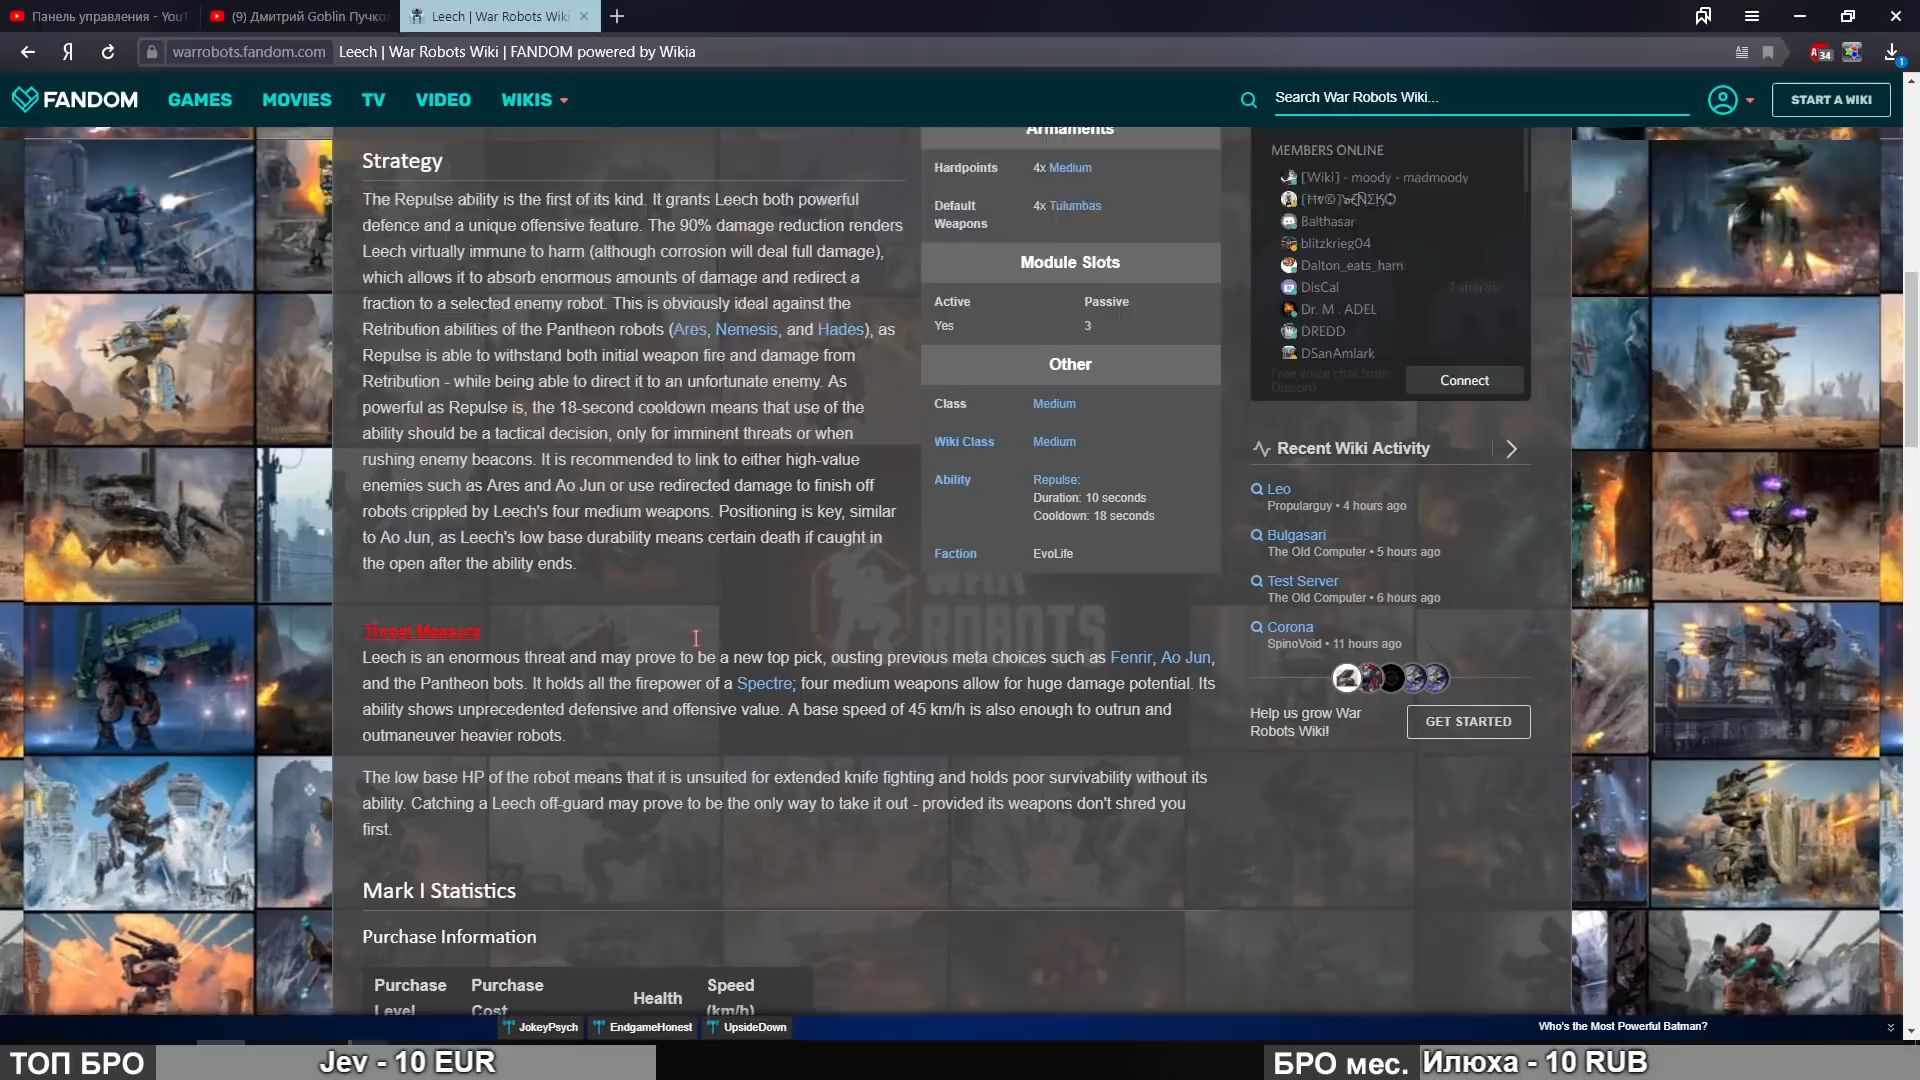 Панель управления - YouT
(9) Дмитрий Goblin Пучко
Leech | War Robots Wiki
warrobots.fandom.com
Leech | War Robots Wiki | FANDOM powered by Wikia
34
1
FANDOM
GAMES
MOVIES
TV
VIDEO
WIKIS
Search War Robots Wiki...
START A WIKI
Strategy
The Repulse ability is the first of its kind. It grants Leech both powerful
defence and a unique offensive feature. The 90% damage reduction renders
Leech virtually immune to harm (although corrosion will deal full damage),
which allows it to absorb enormous amounts of damage and redirect a
fraction to a selected enemy robot. This is obviously ideal against the
Retribution abilities of the Pantheon robots (Ares, Nemesis, and Hades), as
Repulse is able to withstand both initial weapon fire and damage from
Retribution - while being able to direct it to an unfortunate enemy. As
powerful as Repulse is, the 18-second cooldown means that use of the
ability should be a tactical decision, only for imminent threats or when
rushing enemy beacons. It is recommended to link to either high-value
enemies such as Ares and Ao Jun or use redirected damage to finish off
robots crippled by Leech's four medium weapons. Positioning is key, similar
to Ao Jun, as Leech's low base durability means certain death if caught in
the open after the ability ends.
Armaments
Hardpoints 4x Medium
Default Weapons 4x Tulumbas
Module Slots
Active Passive
Yes 3
Other
Class Medium
Wiki Class Medium
Ability Repulse:
Duration: 10 seconds
Cooldown: 18 seconds
Faction EvoLife
WAR
ROBOTS
MEMBERS ONLINE
[Wiki] - moody - madmoody
Balthasar
blitzkrieg04
Dalton_eats_ham
DisCal
7 shards
Dr. M . ADEL
DREDD
DSanAmlark
Free voice chat from
Discord
Connect
Recent Wiki Activity
Leo
Propularguy • 4 hours ago
Bulgasari
The Old Computer • 5 hours ago
Test Server
The Old Computer • 6 hours ago
Corona
SpinoVoid • 11 hours ago
Help us grow War
Robots Wiki!
GET STARTED
Threat Measure
Leech is an enormous threat and may prove to be a new top pick, ousting previous meta choices such as Fenrir, Ao Jun,
and the Pantheon bots. It holds all the firepower of a Spectre; four medium weapons allow for huge damage potential. Its
ability shows unprecedented defensive and offensive value. A base speed of 45 km/h is also enough to outrun and
outmaneuver heavier robots.
The low base HP of the robot means that it is unsuited for extended knife fighting and holds poor survivability without its
ability. Catching a Leech off-guard may prove to be the only way to take it out - provided its weapons don't shred you
first.
Mark I Statistics
Purchase Information
Purchase Level
Purchase Cost
Health
Speed (km/h)
JokeyPsych
EndgameHonest
UpsideDown
Who's the Most Powerful Batman?
ТОП БРО
Jev - 10 EUR
БРО мес.
Илюха - 10 RUB